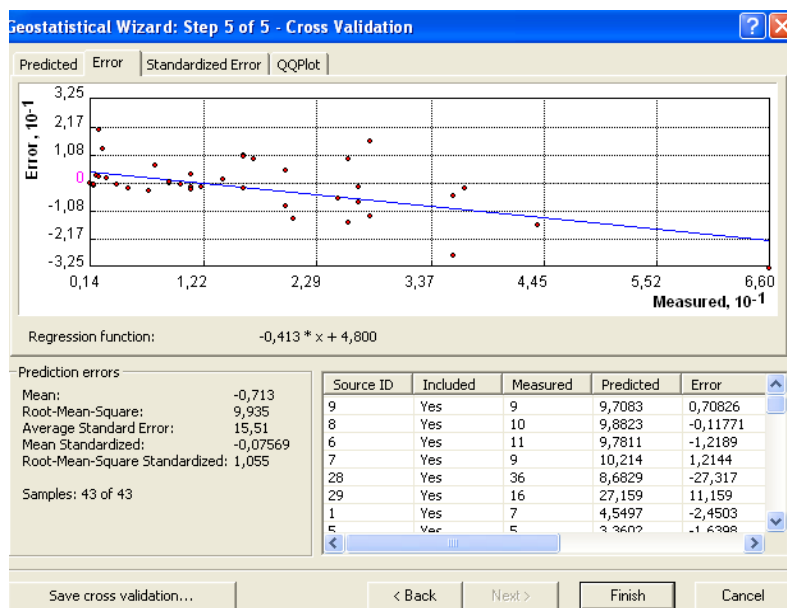 Geostatistical Wizard: Step 5 of 5 - Cross Validation
Predicted Error Standardized Error QQPlot
Error, 10⁻¹
3,25
2,17
1,08
0
-1,08
-2,17
-3,25
0,14 1,22 2,29 3,37 4,45 5,52 6,60
Measured, 10⁻¹
Regression function: -0,413 * x + 4,800
Prediction errors
Mean: -0,713
Root-Mean-Square: 9,935
Average Standard Error: 15,51
Mean Standardized: -0,07569
Root-Mean-Square Standardized: 1,055
Samples: 43 of 43
Source ID Included Measured Predicted Error
9 Yes 9 9,7083 0,70826
8 Yes 10 9,8823 -0,11771
6 Yes 11 9,7811 -1,2189
7 Yes 9 10,214 1,2144
28 Yes 36 8,6829 -27,317
29 Yes 16 27,159 11,159
1 Yes 7 4,5497 -2,4503
5 Yes 5 3,3602 -1,6398
Save cross validation... < Back Next > Finish Cancel